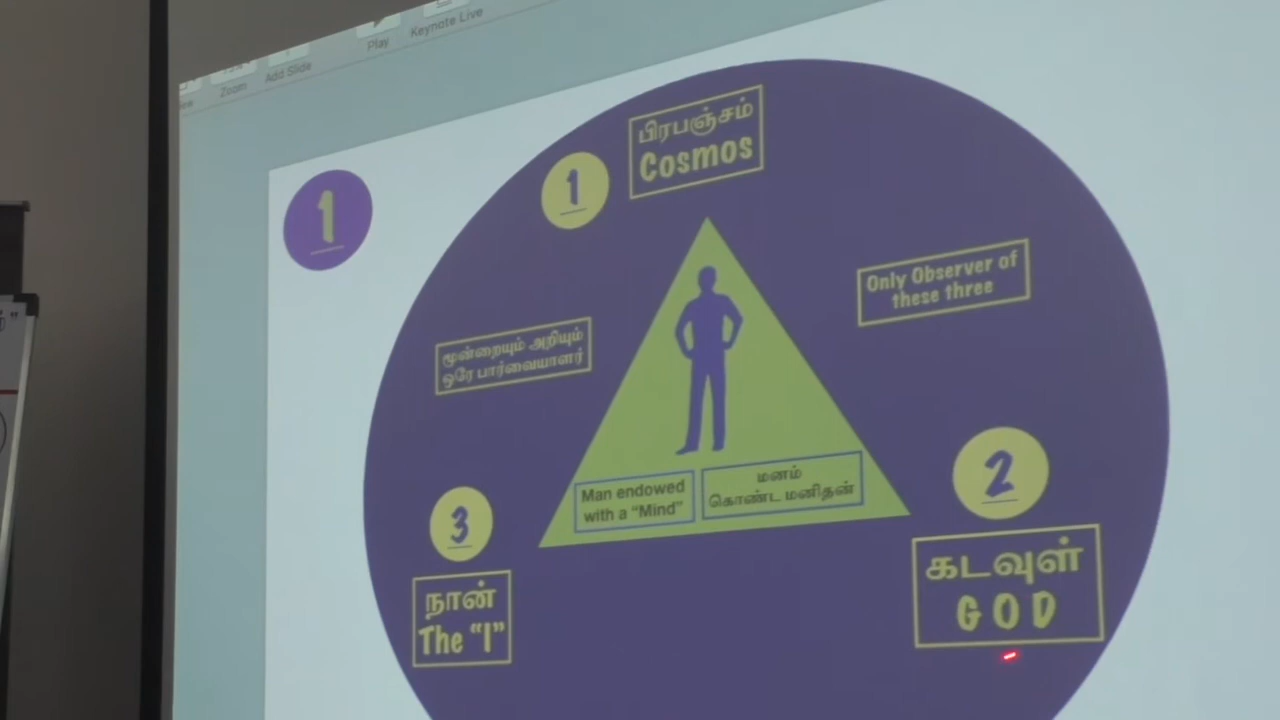 Play
Keynote Live
Zoom
Add Slide
1
பிரபஞ்சம்
Cosmos
1
Only Observer of
these three
மூன்றையும் அறியும்
ஒரே பார்வையாளர்
Man endowed
with a “Mind”
மனம்
கொண்ட மனிதன்
2
கடவுள்
GOD
3
நான்
The “I”